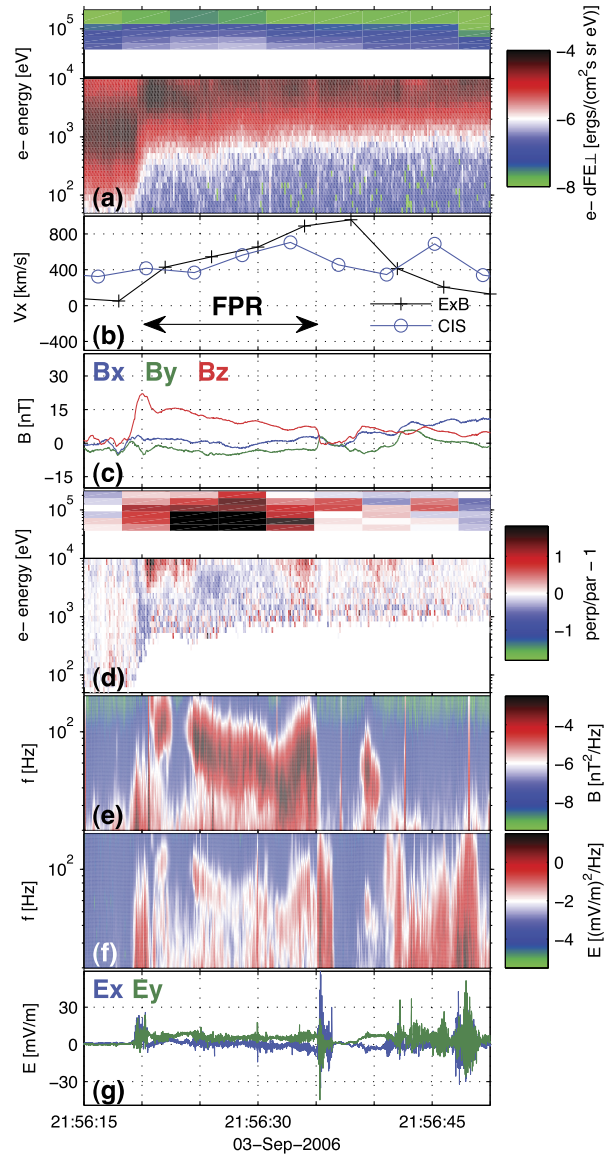 10^5
10^4
10^3
10^2
e− energy [eV]
(a)
−4
−6
−8
e− dFE⊥ [ergs/(cm^2 s sr eV)]
800
400
0
−400
Vx [km/s]
FPR
ExB
CIS
(b)
Bx By Bz
30
15
0
−15
B [nT]
(c)
10^5
10^4
10^3
10^2
e− energy [eV]
(d)
1
0
−1
perp/par − 1
10^2
f [Hz]
(e)
−4
−6
−8
B [nT^2/Hz]
10^2
f [Hz]
(f)
0
−2
−4
E [(mV/m)^2/Hz]
Ex Ey
30
0
−30
E [mV/m]
(g)
21:56:15 21:56:30 21:56:45
03−Sep−2006